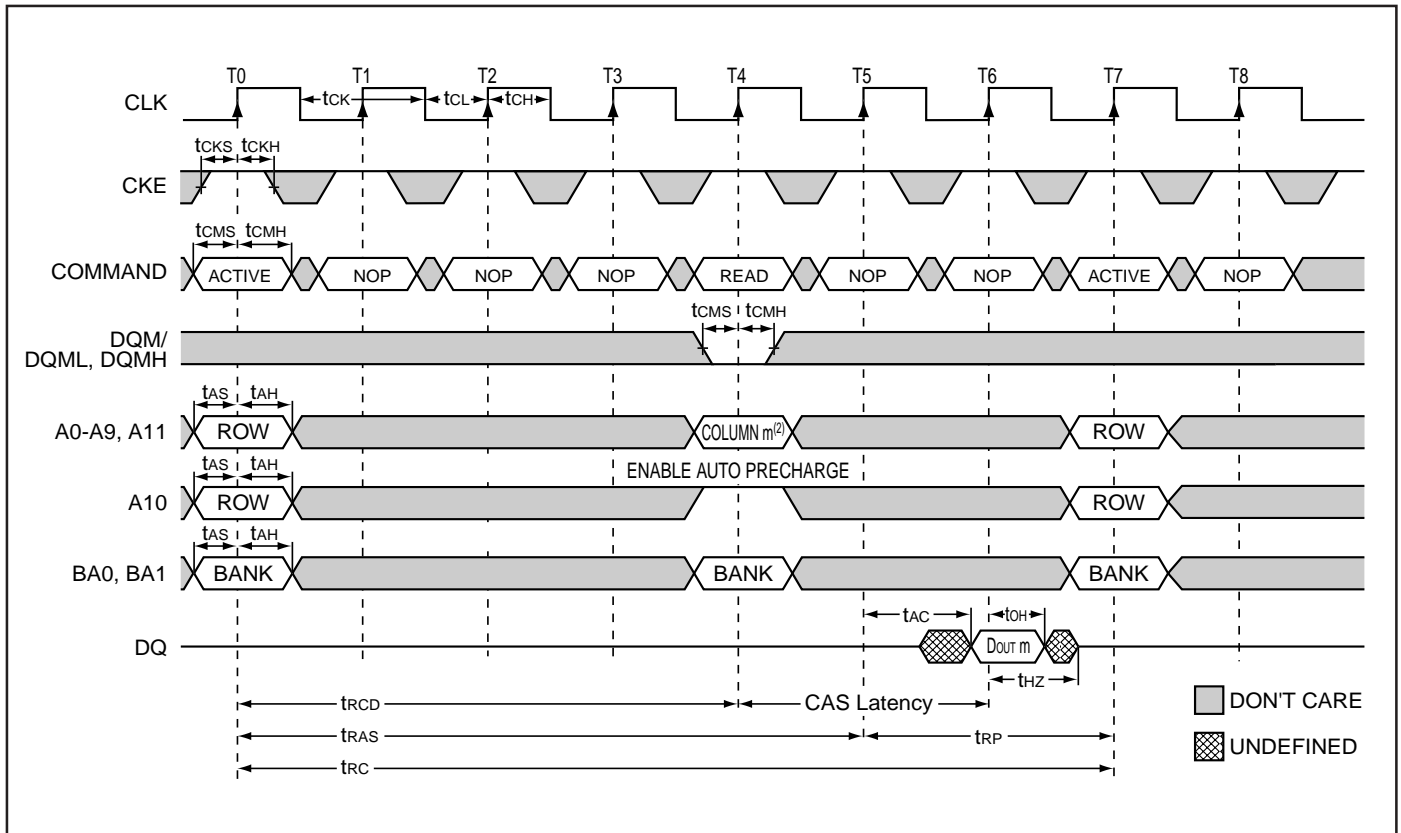 T0 T1 T2 T3 T4 T5 T6 T7 T8
CLK
tCK tCL tCH
tCKS tCKH
CKE
tCMS tCMH
COMMAND ACTIVE NOP NOP NOP READ NOP NOP ACTIVE NOP
tCMS tCMH
DQM/
DQML, DQMH
tAS tAH
A0-A9, A11 ROW COLUMN m(2) ROW
ENABLE AUTO PRECHARGE
tAS tAH
A10 ROW ROW
tAS tAH
BA0, BA1 BANK BANK BANK
tAC tOH
DQ DOUT m
tHZ
tRCD CAS Latency
tRAS tRP
tRC
DON'T CARE
UNDEFINED